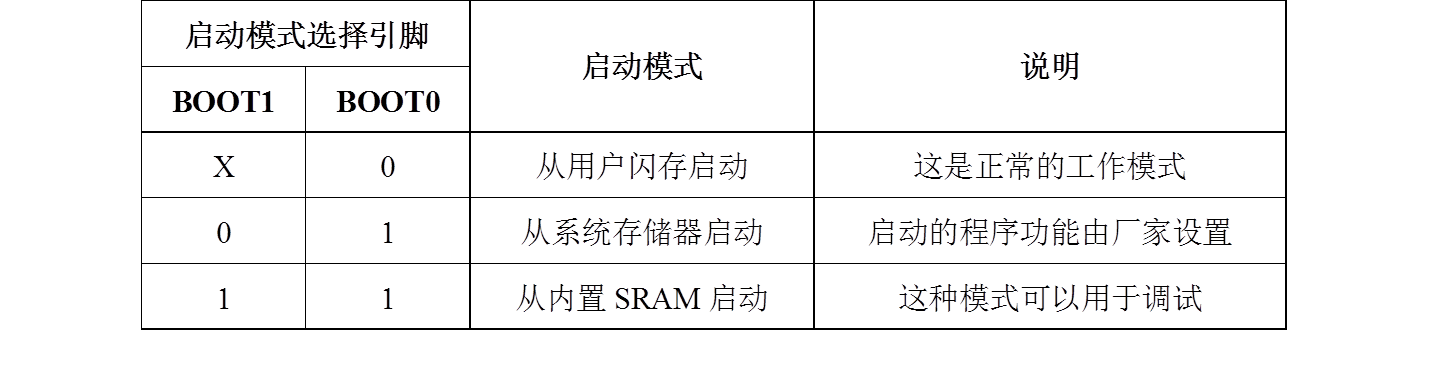 启动模式选择引脚 启动模式 说明
BOOT1 BOOT0
X 0 从用户闪存启动 这是正常的工作模式
0 1 从系统存储器启动 启动的程序功能由厂家设置
1 1 从内置 SRAM 启动 这种模式可以用于调试